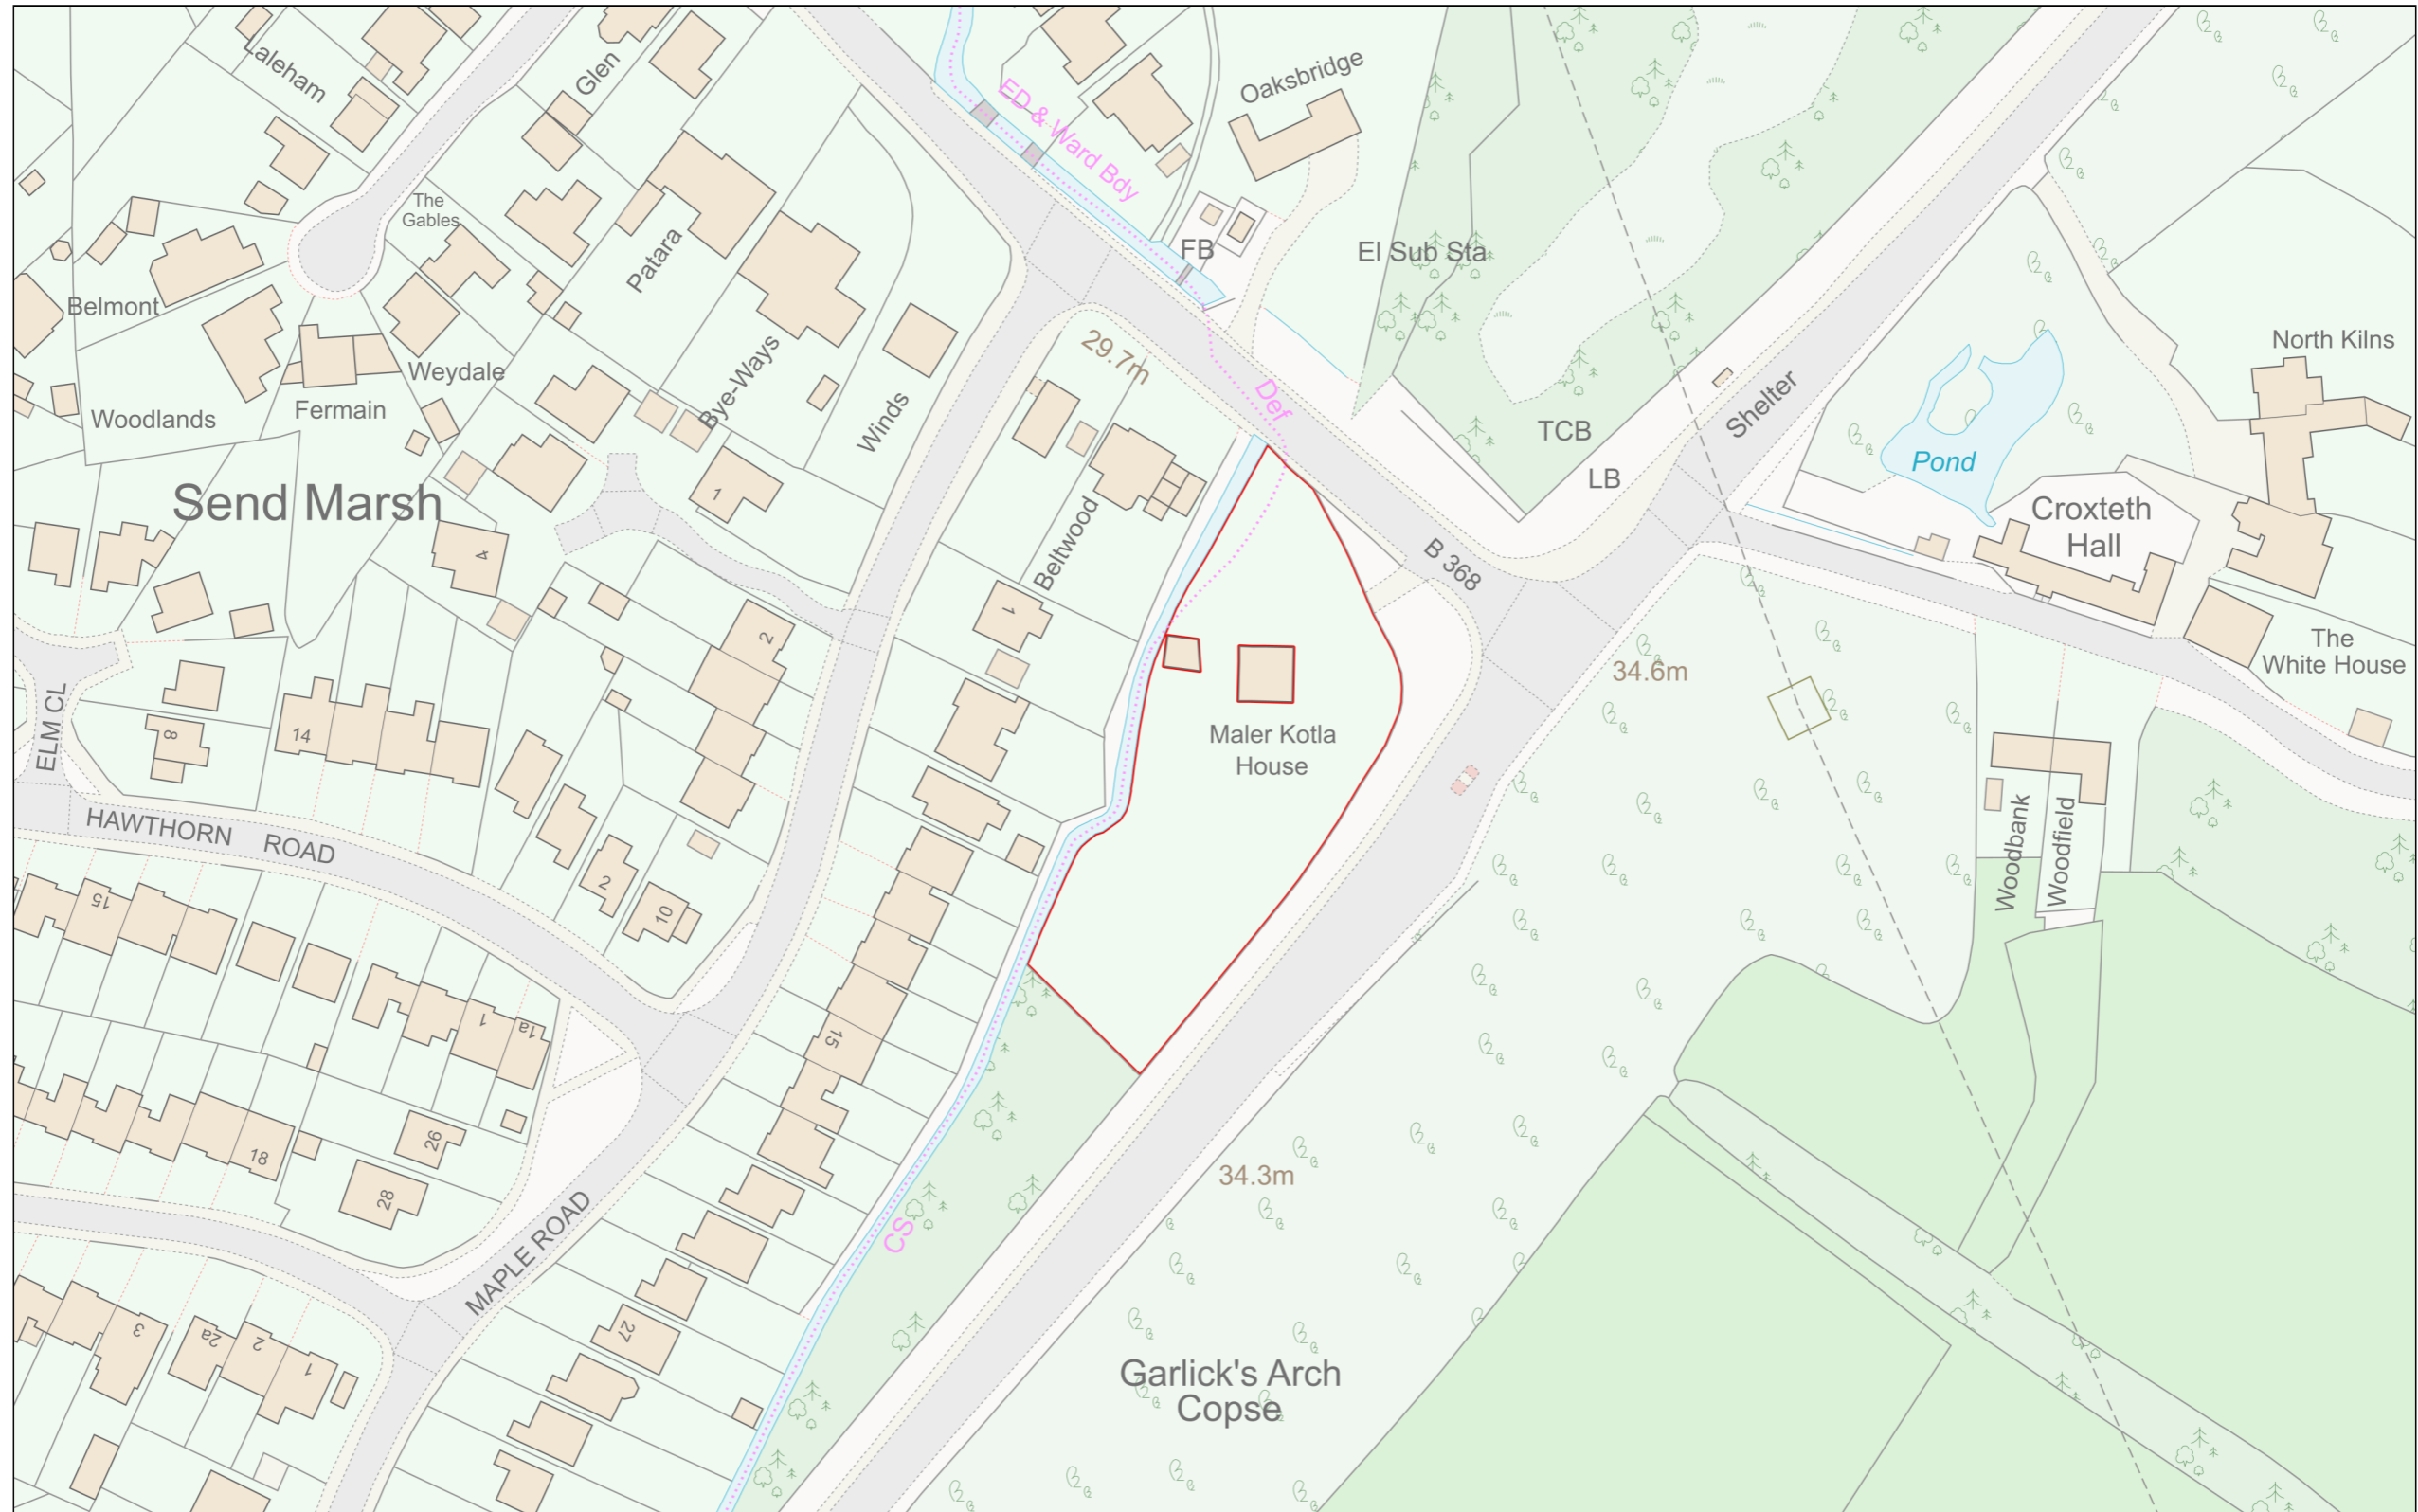 Laleham
Glen
ED & Ward Bdy
Oaksbridge
The
Gables
Patara
FB
El Sub Sta
Belmont
Weydale
Woodlands
Fermain
Bye-Ways
Winds
29.7m
Def
Shelter
TCB
LB
North Kilns
Pond
Croxteth
Hall
Send Marsh
1
4
Beltwood
B 368
1
2
The
White House
34.6m
ELM CL
8
14
Maler Kotla
House
Woodbank
Woodfield
HAWTHORN ROAD
2
10
15
1
1a
15
18
26
28
34.3m
CS
MAPLE ROAD
27
3
2a
2
1
Garlick's Arch
Copse